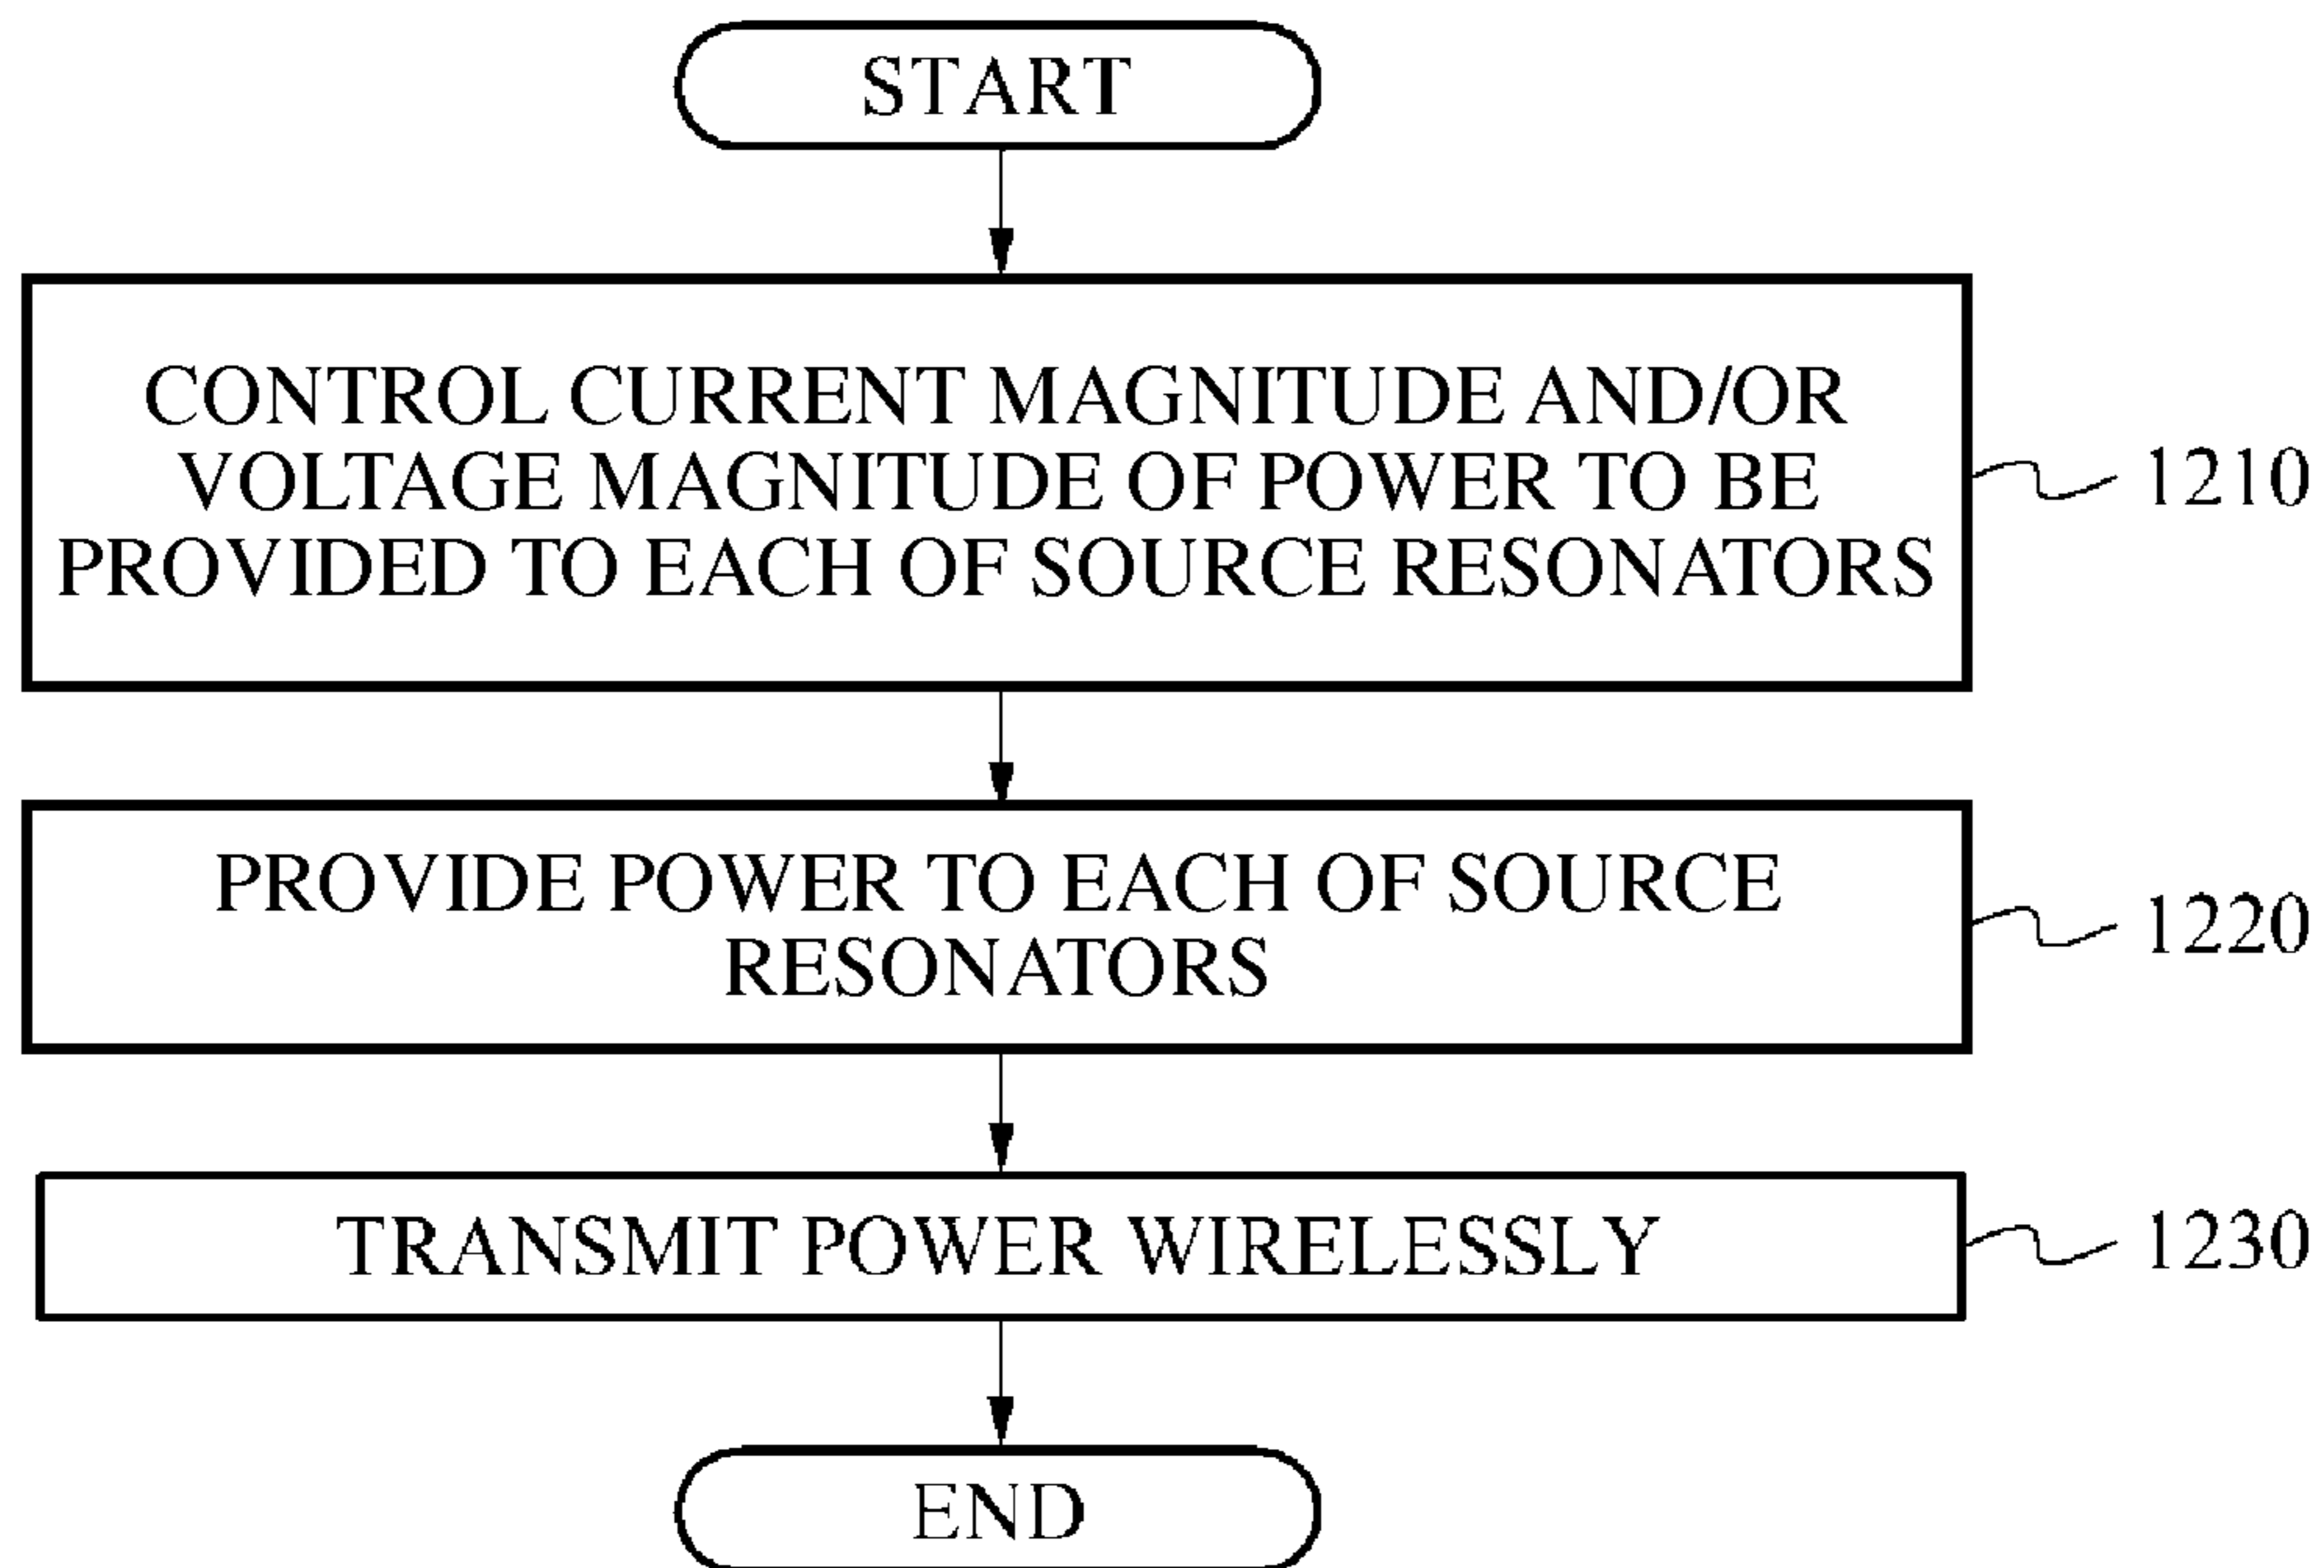 START
CONTROL CURRENT MAGNITUDE AND/OR
VOLTAGE MAGNITUDE OF POWER TO BE
PROVIDED TO EACH OF SOURCE RESONATORS
1210
PROVIDE POWER TO EACH OF SOURCE
RESONATORS
1220
TRANSMIT POWER WIRELESSLY
1230
END